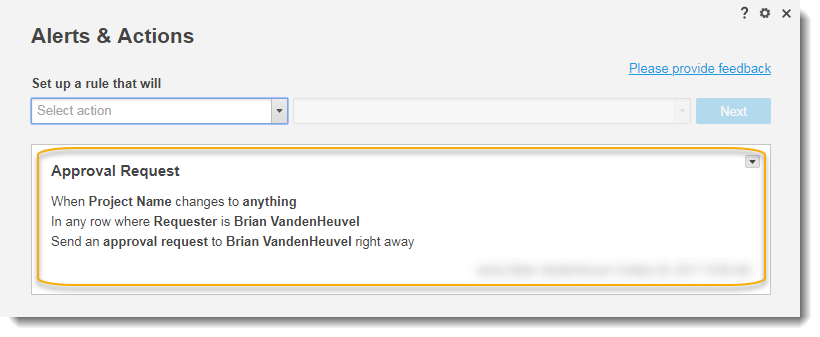 ?
Alerts & Actions
Please provide feedback
Set up a rule that will
Select action
Next
Approval Request
When Project Name changes to anything
In any row where Requester is Brian VandenHeuvel
Send an approval request to Brian VandenHeuvel right away